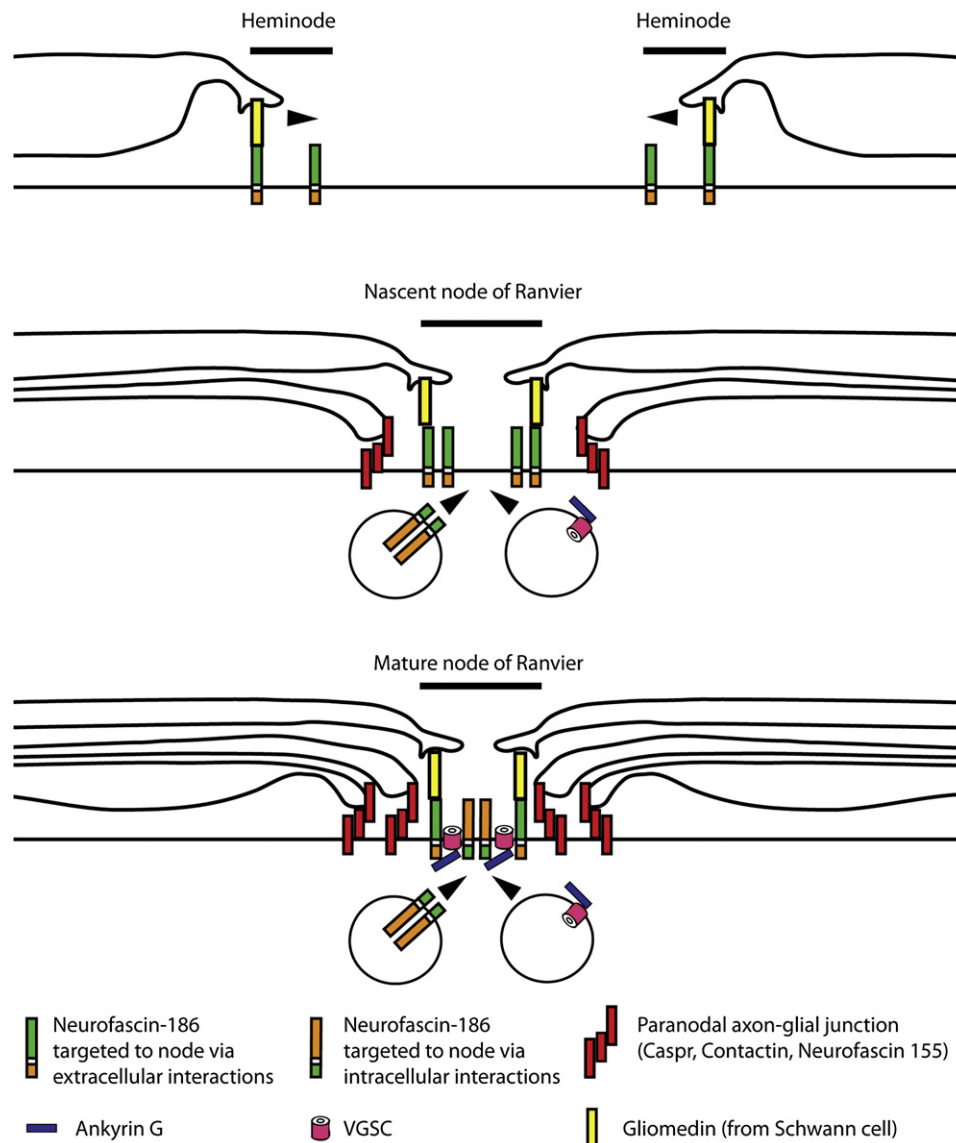 Heminode
Heminode
Nascent node of Ranvier
Mature node of Ranvier
Neurofascin-186
targeted to node via
extracellular interactions
Neurofascin-186
targeted to node via
intracellular interactions
Paranodal axon-glial junction
(Caspr, Contactin, Neurofascin 155)
Ankyrin G
VGSC
Gliomedin (from Schwann cell)